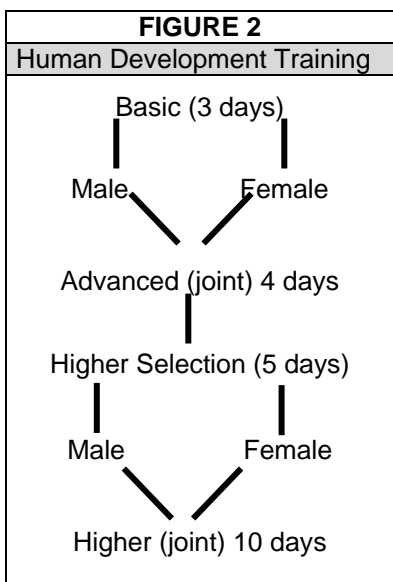 FIGURE 2
Human Development Training
Basic (3 days)
Male Female
Advanced (joint) 4 days
Higher Selection (5 days)
Male Female
Higher (joint) 10 days